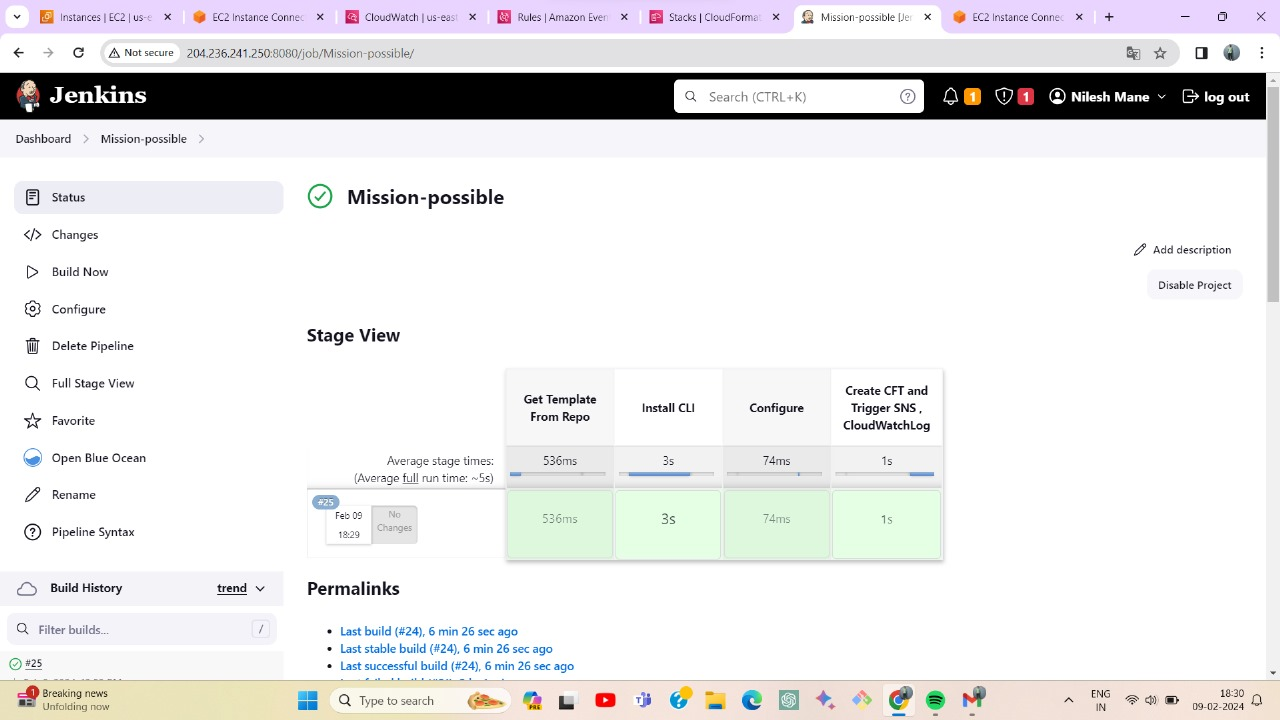 Instances | EC2 | us-e
EC2 Instance Connec
CloudWatch | us-east
Rules | Amazon Even
Stacks | CloudForma
Mission-possible [Je
EC2 Instance Connec
Not secure
204.236.241.250:8080/job/Mission-possible/
Jenkins
Search (CTRL+K)
1
1
Nilesh Mane
log out
Dashboard
Mission-possible
Status
Changes
Build Now
Configure
Delete Pipeline
Full Stage View
Favorite
Open Blue Ocean
Rename
Pipeline Syntax
Build History
trend
Filter builds...
/
#25
Mission-possible
Add description
Disable Project
Stage View
Get Template
From Repo
Install CLI
Configure
Create CFT and
Trigger SNS ,
CloudWatchLog
Average stage times:
(Average full run time: ~5s)
536ms
3s
74ms
1s
#25
Feb 09
18:29
No
Changes
536ms
3s
74ms
1s
Permalinks
Last build (#24), 6 min 26 sec ago
Last stable build (#24), 6 min 26 sec ago
Last successful build (#24), 6 min 26 sec ago
1
Breaking news
Unfolding now
Type to search
PRE
ENG
IN
18:30
09-02-2024